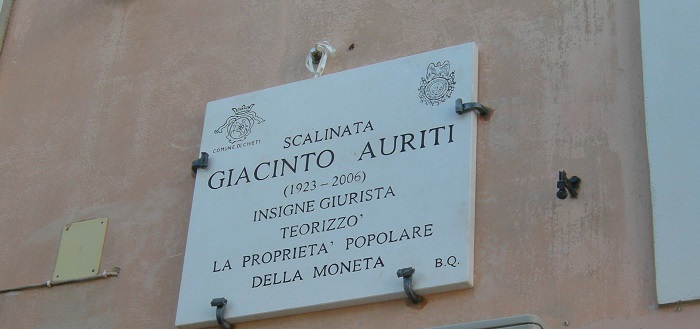 COMUNE DI CHIETI
SCALINATA
GIACINTO AURITI
(1923-2006)
INSIGNE GIURISTA
TEORIZZO'
LA PROPRIETA' POPOLARE
DELLA MONETA
B.Q.